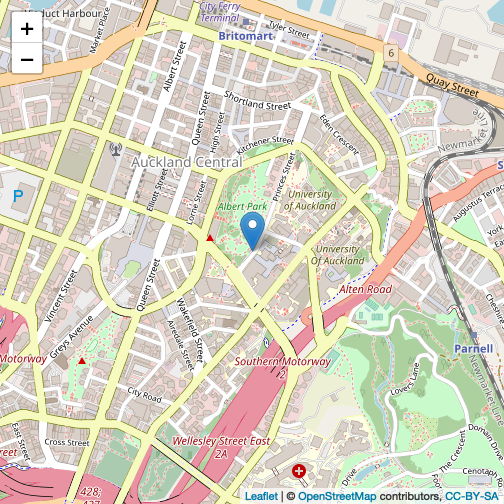 +
−
Market Place
City Ferry
Terminal
Britomart
Tyler Street
6
Quay Street
Albert Street
Queen Street
High Street
Shortland Street
Eden Crescent
Kitchener Street
Newmarket
Auckland Central
Princes Street
P
Elliott Street
Lorne Street
Albert Park
University
of Auckland
Augustus Terrace
York
University
Of Auckland
Vincent Street
Queen Street
Alten Road
Cheshire
Greys Avenue
Wakefield Street
Airedale Street
Parnell
Motorway
Southern Motorway
12
Lovers Lane
City Road
East Street
Cross Street
Wellesley Street East
2A
Domain Drive
The Crescent
Drive
Cenotaph
428;
Leaflet | © OpenStreetMap contributors, CC-BY-SA